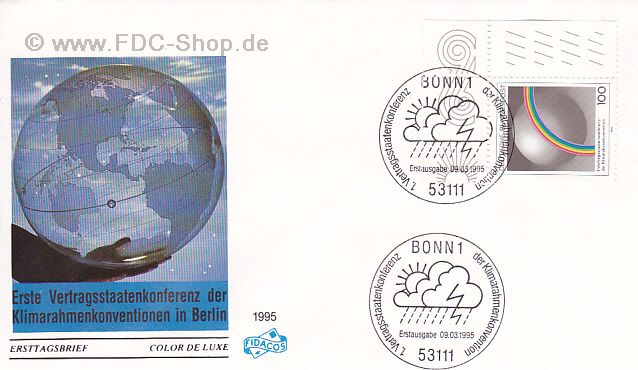 © www.FDC-Shop.de
BONN 1
1. Vertragsstaatenkonferenz der Klimarahmenkonvention
Erstausgabe 09.03.1995
53111
100
Erste Vertragsstaatenkonferenz der
Klimarahmenkonventionen in Berlin
1995
FIDACOS
ERSTTAGSBRIEF COLOR DE LUXE
BONN 1
1. Vertragsstaatenkonferenz der Klimarahmenkonvention
Erstausgabe 09.03.1995
53111